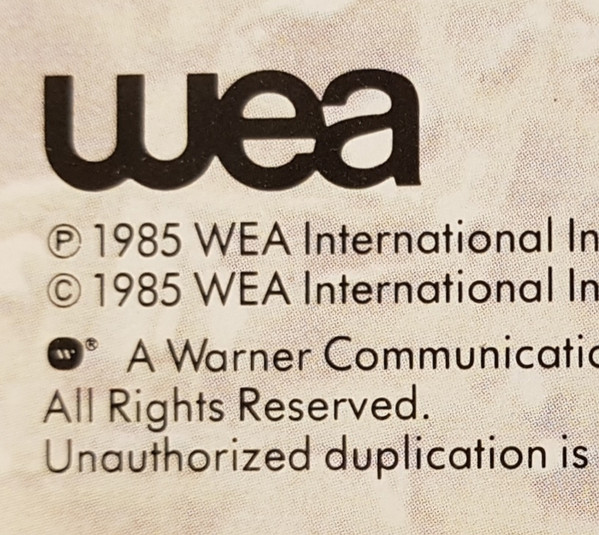 wea
℗ 1985 WEA International In
© 1985 WEA International In
w® A Warner Communicatio
All Rights Reserved.
Unauthorized duplication is